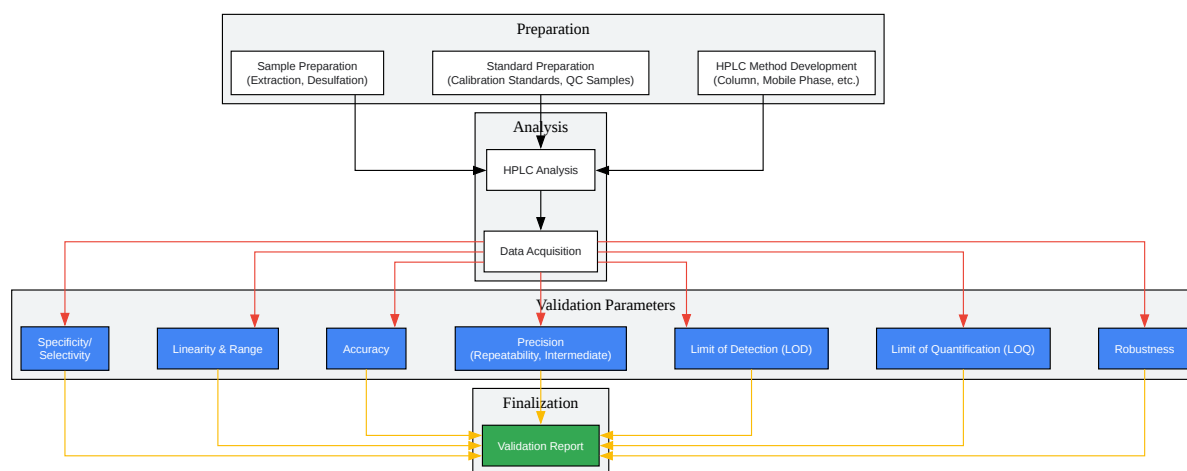 Preparation
Sample Preparation
(Extraction, Desulfation)
Standard Preparation
(Calibration Standards, QC Samples)
HPLC Method Development
(Column, Mobile Phase, etc.)
Analysis
HPLC Analysis
Data Acquisition
Validation Parameters
Specificity/
Selectivity
Linearity & Range
Accuracy
Precision
(Repeatability, Intermediate)
Limit of Detection (LOD)
Limit of Quantification (LOQ)
Robustness
Finalization
Validation Report